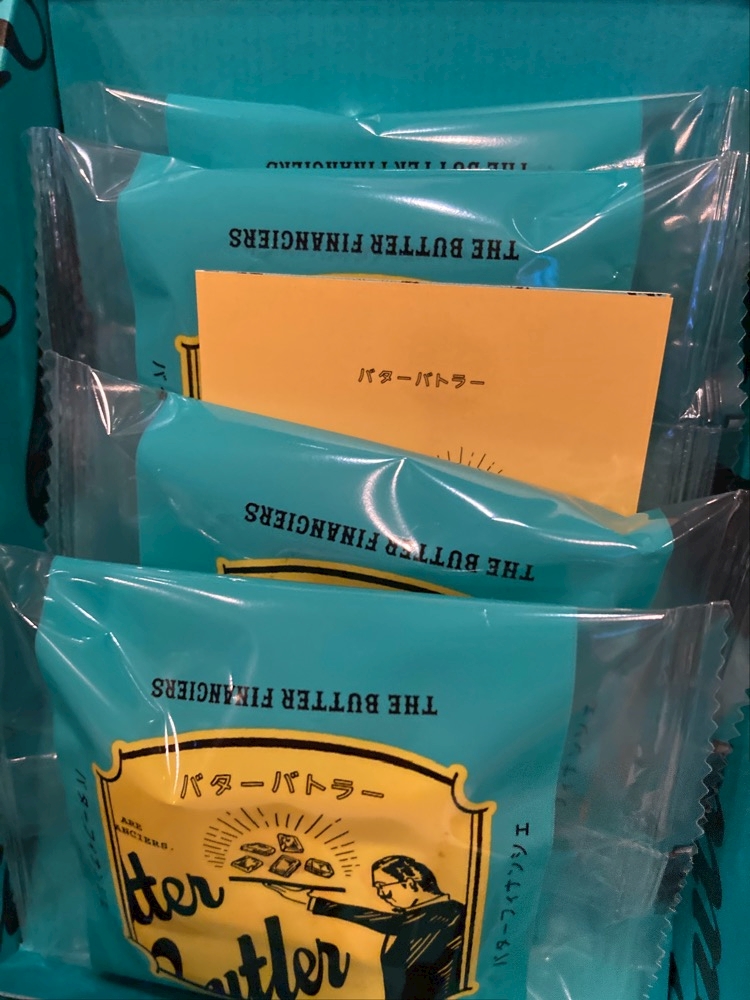 THE BUTTER FINANCIERS
THE BUTTER FINANCIERS
バターバトラー
THE BUTTER FINANCIERS
THE BUTTER FINANCIERS
バターバトラー
ARE
ANCIERS.
tter
Butler
バターフィナンシェ